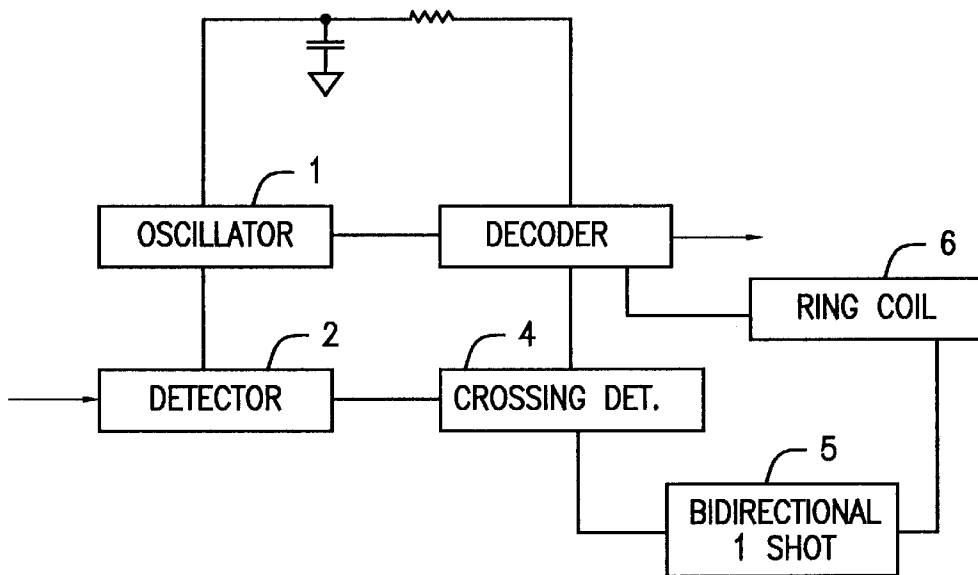 1
OSCILLATOR
DECODER
6
RING COIL
2
DETECTOR
4
CROSSING DET.
5
BIDIRECTIONAL
1 SHOT